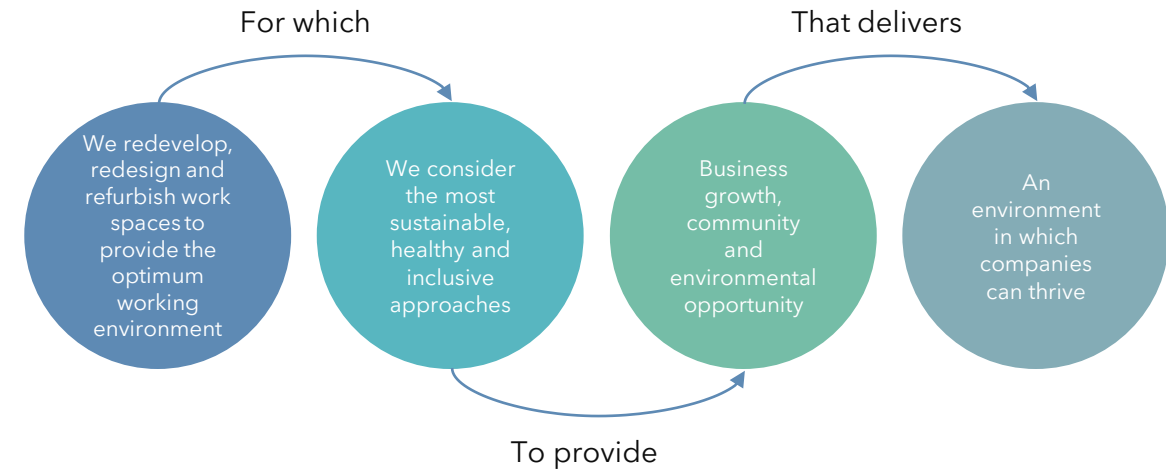 For which
That delivers
We redevelop,
redesign and
refurbish work
spaces to
provide the
optimum
working
environment
We consider
the most
sustainable,
healthy and
inclusive
approaches
Business
growth,
community
and
environmental
opportunity
An
environment
in which
companies
can thrive
To provide